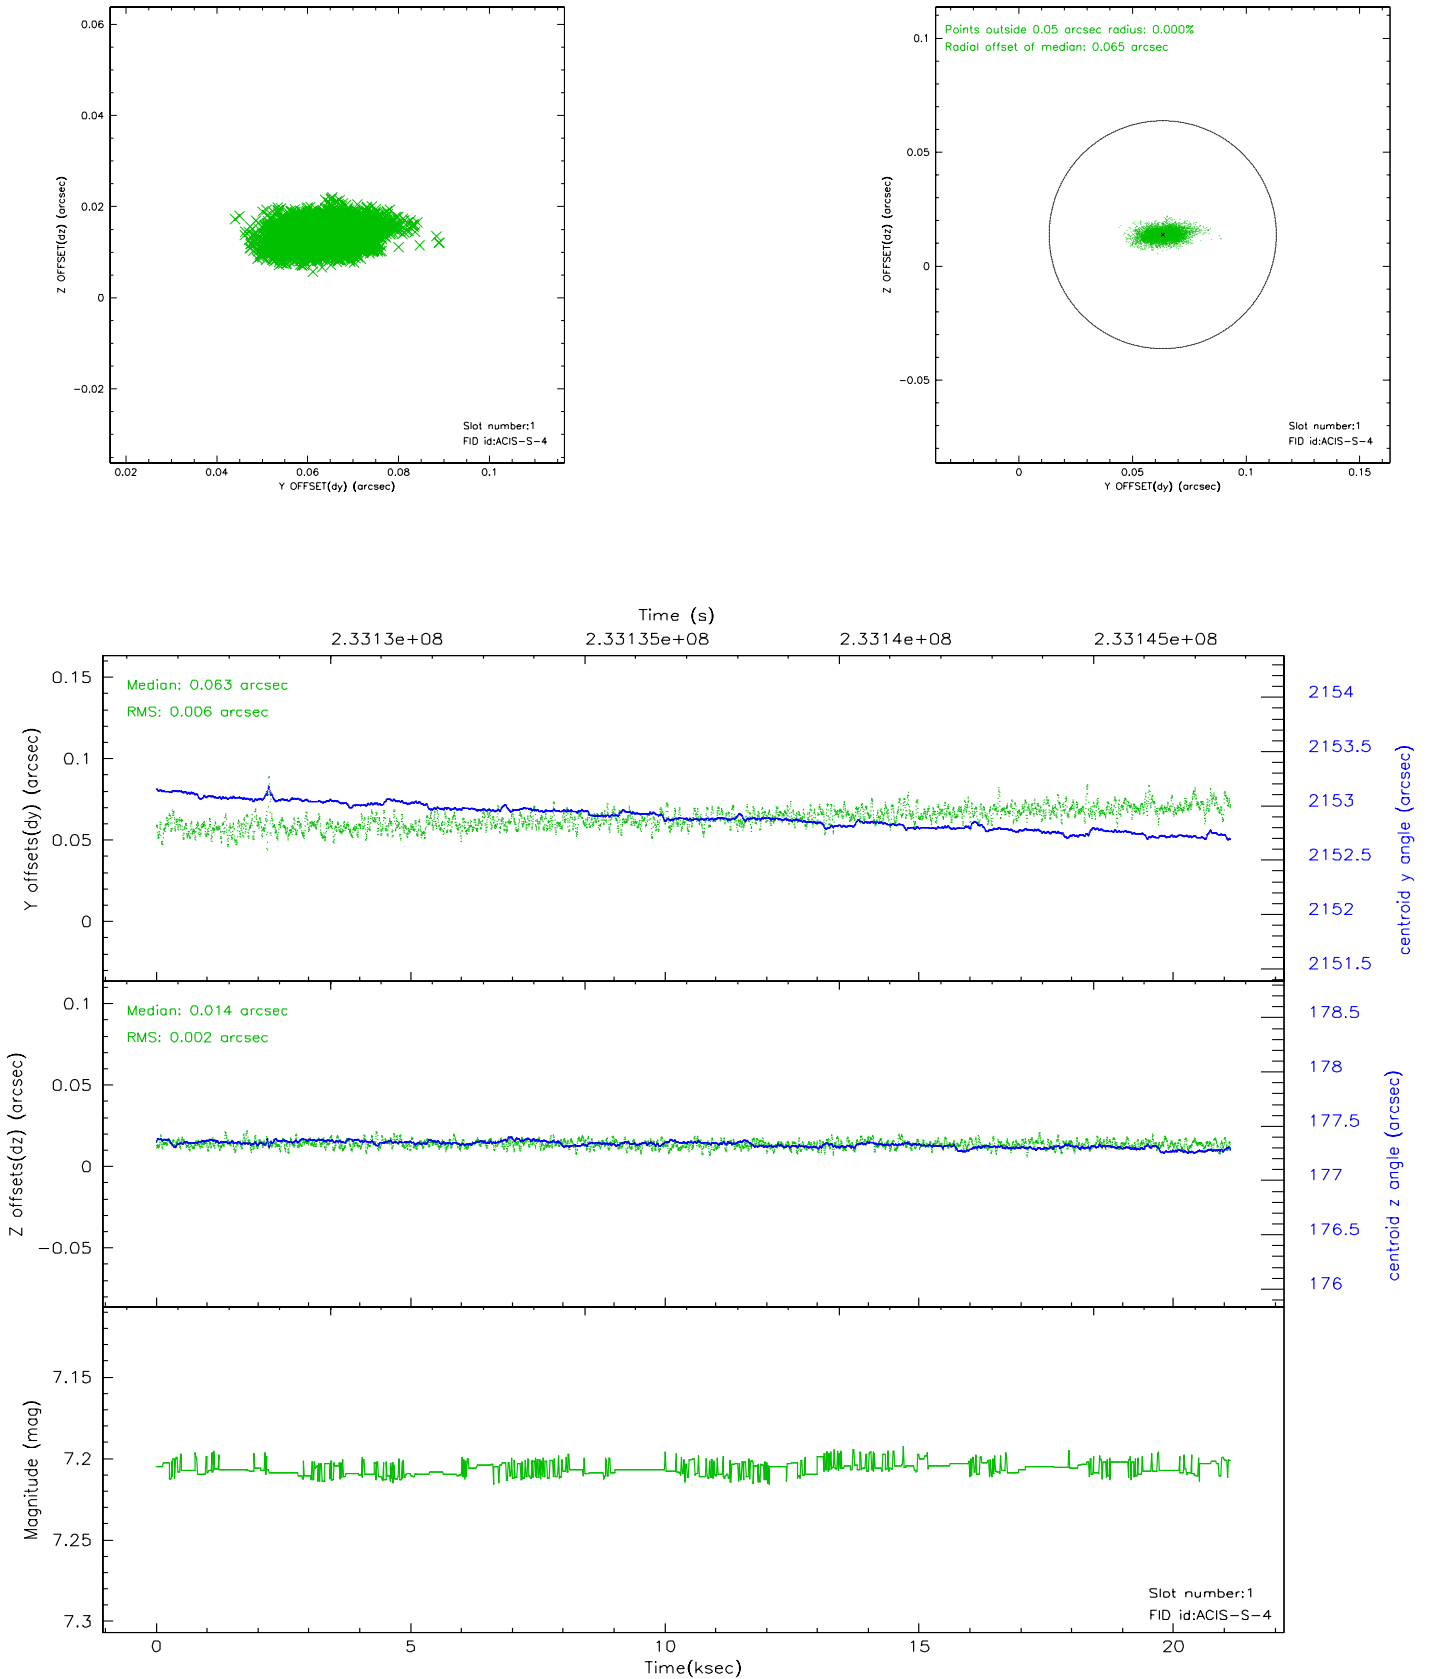 0.06
0.04
0.02
0
−0.02
Z OFFSET(dz) (arcsec)
Slot number:1
FID id:ACIS−S−4
0.02 0.04 0.06 0.08 0.1
Y OFFSET(dy) (arcsec)
Points outside 0.05 arcsec radius: 0.000%
Radial offset of median: 0.065 arcsec
0.1
0.05
0
−0.05
Z OFFSET(dz) (arcsec)
Slot number:1
FID id:ACIS−S−4
0 0.05 0.1 0.15
Y OFFSET(dy) (arcsec)
Time (s)
2.3313e+08 2.33135e+08 2.3314e+08 2.33145e+08
Median: 0.063 arcsec
RMS: 0.006 arcsec
0.15
0.1
0.05
0
Y offsets(dy) (arcsec)
2154
2153.5
2153
2152.5
2152
2151.5
centroid y angle (arcsec)
Median: 0.014 arcsec
RMS: 0.002 arcsec
0.1
0.05
0
−0.05
Z offsets(dz) (arcsec)
178.5
178
177.5
177
176.5
176
centroid z angle (arcsec)
7.15
7.2
7.25
7.3
Magnitude (mag)
Slot number:1
FID id:ACIS−S−4
0 5 10 15 20
Time(ksec)